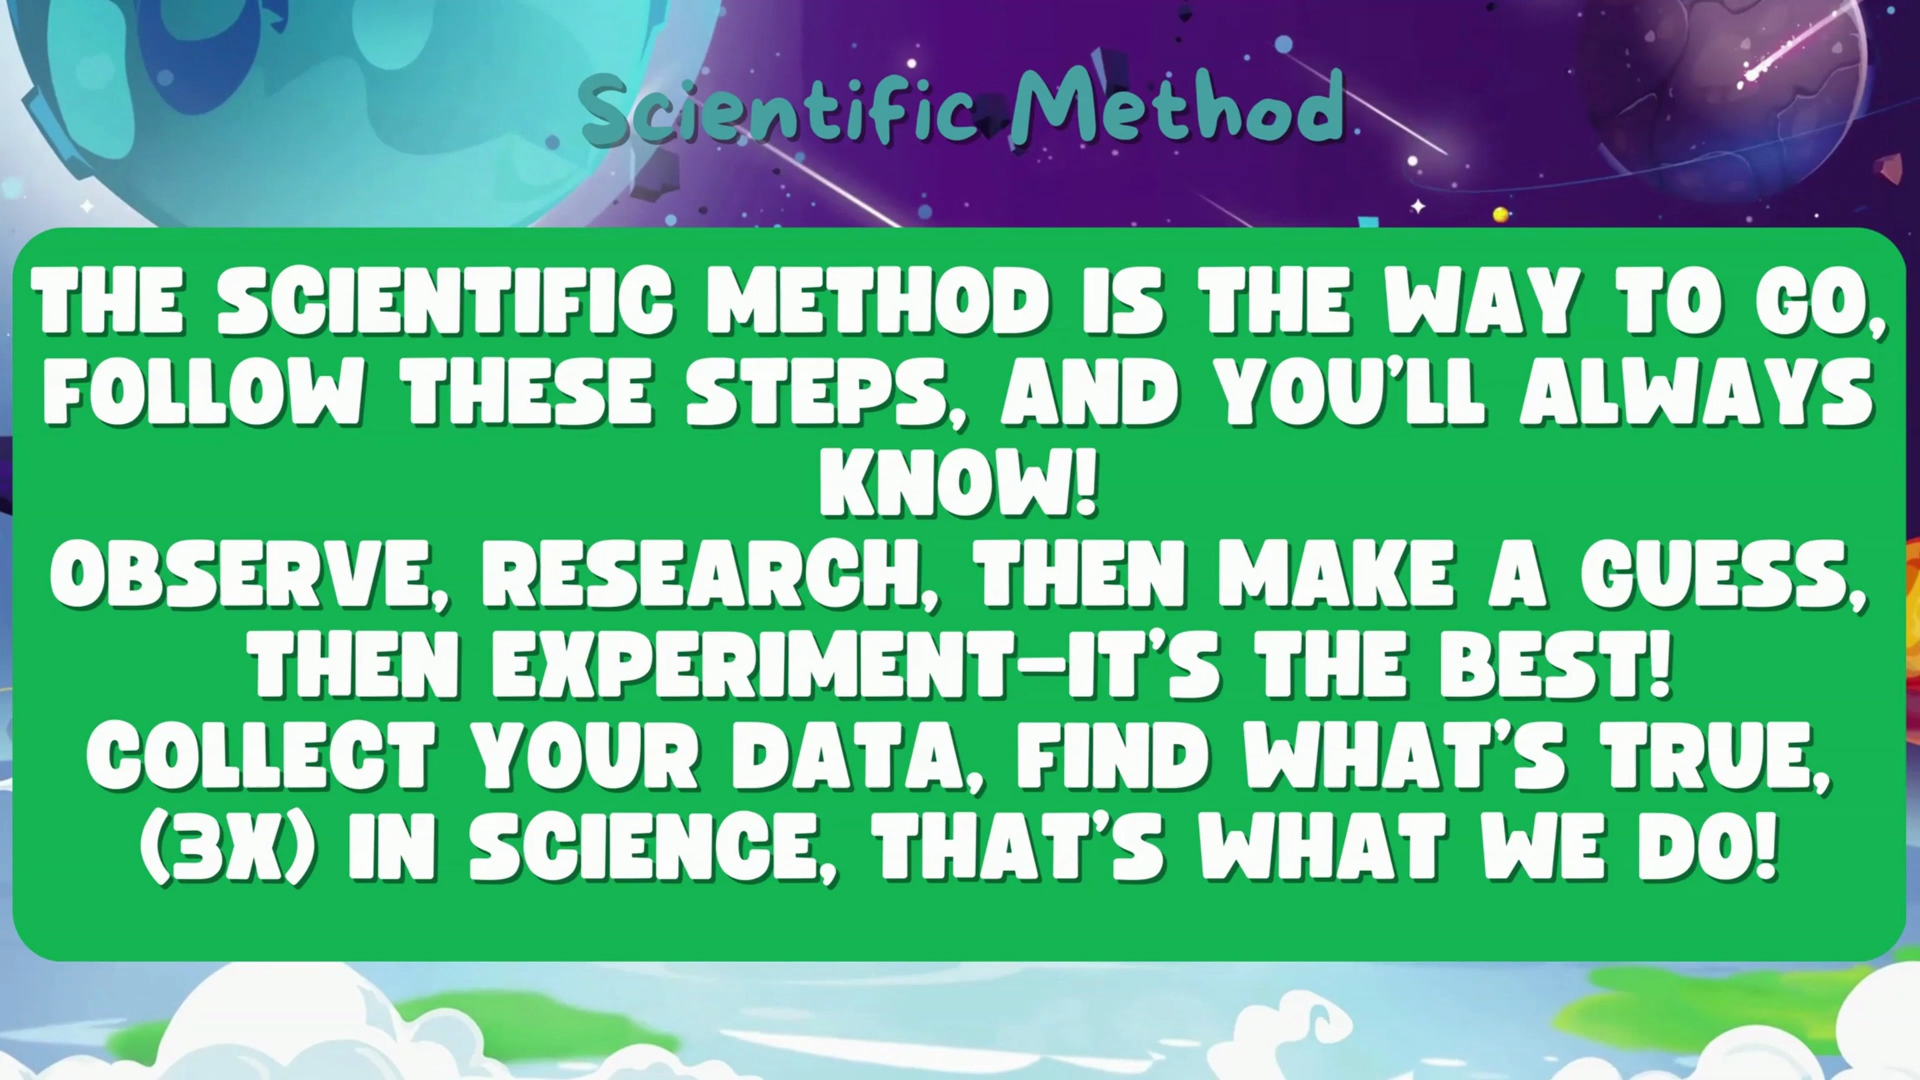 Scientific Method
THE SCIENTIFIC METHOD IS THE WAY TO GO,
FOLLOW THESE STEPS, AND YOU'LL ALWAYS
KNOW!
OBSERVE, RESEARCH, THEN MAKE A GUESS,
THEN EXPERIMENT—IT'S THE BEST!
COLLECT YOUR DATA, FIND WHAT'S TRUE,
(3X) IN SCIENCE, THAT'S WHAT WE DO!